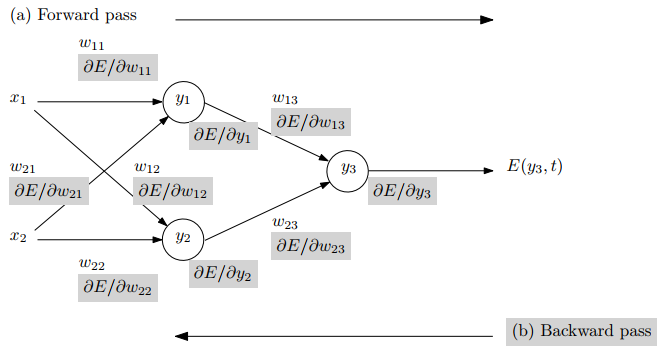 (a) Forward pass
w₁₁
∂E/∂w₁₁
x₁
y₁
w₁₃
∂E/∂w₁₃
∂E/∂y₁
w₂₁
∂E/∂w₂₁
w₁₂
∂E/∂w₁₂
y₃
E(y₃, t)
∂E/∂y₃
x₂
y₂
w₂₃
∂E/∂w₂₃
w₂₂
∂E/∂w₂₂
∂E/∂y₂
(b) Backward pass